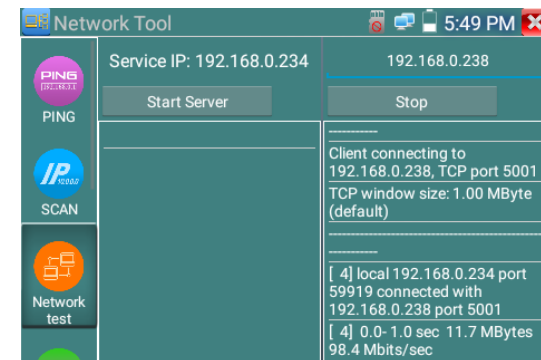 Network Tool
5:49 PM
PING
PING
Service IP: 192.168.0.234
Start Server
192.168.0.238
Stop
IP
SCAN
Network
test
-----------
Client connecting to
192.168.0.238, TCP port 5001
TCP window size: 1.00 MByte
(default)
-----------
[ 4] local 192.168.0.234 port
59919 connected with
192.168.0.238 port 5001
[ 4] 0.0- 1.0 sec 11.7 MBytes
98.4 Mbits/sec